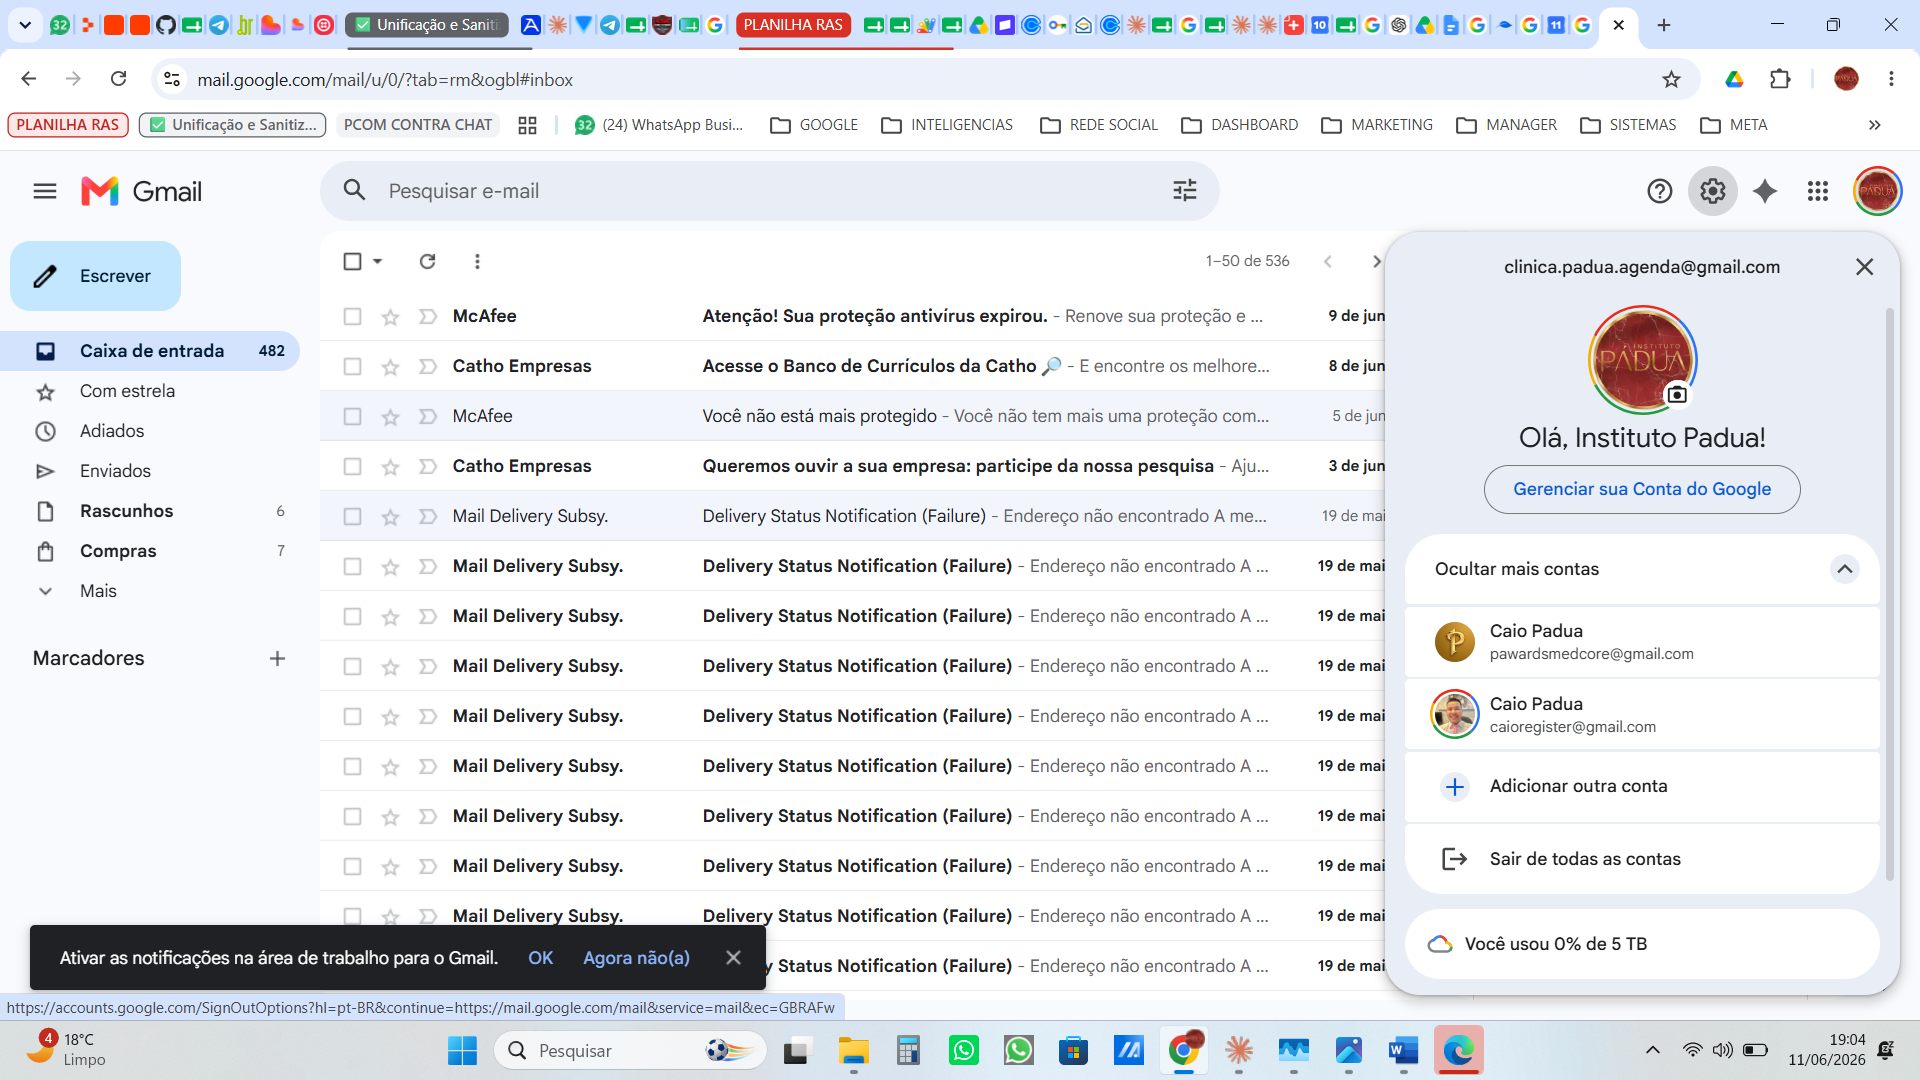 32
Unificação e Saniti
PLANILHA RAS
10
11
mail.google.com/mail/u/0/?tab=rm&ogbl#inbox
PLANILHA RAS
Unificação e Sanitiz...
PCOM CONTRA CHAT
32
(24) WhatsApp Busi...
GOOGLE
INTELIGENCIAS
REDE SOCIAL
DASHBOARD
MARKETING
MANAGER
SISTEMAS
META
Gmail
Pesquisar e-mail
Escrever
1–50 de 536
Caixa de entrada 482
Com estrela
Adiados
Enviados
Rascunhos 6
Compras 7
Mais
Marcadores
McAfee Atenção! Sua proteção antivírus expirou. - Renove sua proteção e ... 9 de jun
Catho Empresas Acesse o Banco de Currículos da Catho 🔎 - E encontre os melhore... 8 de jun
McAfee Você não está mais protegido - Você não tem mais uma proteção com... 5 de jun
Catho Empresas Queremos ouvir a sua empresa: participe da nossa pesquisa - Aju... 3 de jun
Mail Delivery Subsy. Delivery Status Notification (Failure) - Endereço não encontrado A me... 19 de mai
Mail Delivery Subsy. Delivery Status Notification (Failure) - Endereço não encontrado A ... 19 de mai
Mail Delivery Subsy. Delivery Status Notification (Failure) - Endereço não encontrado A ... 19 de mai
Mail Delivery Subsy. Delivery Status Notification (Failure) - Endereço não encontrado A ... 19 de mai
Mail Delivery Subsy. Delivery Status Notification (Failure) - Endereço não encontrado A ... 19 de mai
Mail Delivery Subsy. Delivery Status Notification (Failure) - Endereço não encontrado A ... 19 de mai
Mail Delivery Subsy. Delivery Status Notification (Failure) - Endereço não encontrado A ... 19 de mai
Mail Delivery Subsy. Delivery Status Notification (Failure) - Endereço não encontrado A ... 19 de mai
Mail Delivery Subsy. Delivery Status Notification (Failure) - Endereço não encontrado A ... 19 de mai
y Status Notification (Failure) - Endereço não encontrado A ... 19 de mai
clinica.padua.agenda@gmail.com
INSTITUTO
PADUA
Olá, Instituto Padua!
Gerenciar sua Conta do Google
Ocultar mais contas
Caio Padua
pawardsmedcore@gmail.com
Caio Padua
caioregister@gmail.com
Adicionar outra conta
Sair de todas as contas
Você usou 0% de 5 TB
Ativar as notificações na área de trabalho para o Gmail. OK Agora não(a)
https://accounts.google.com/SignOutOptions?hl=pt-BR&continue=https://mail.google.com/mail&service=mail&ec=GBRAFw
4
18°C
Limpo
Pesquisar
19:04
11/06/2026